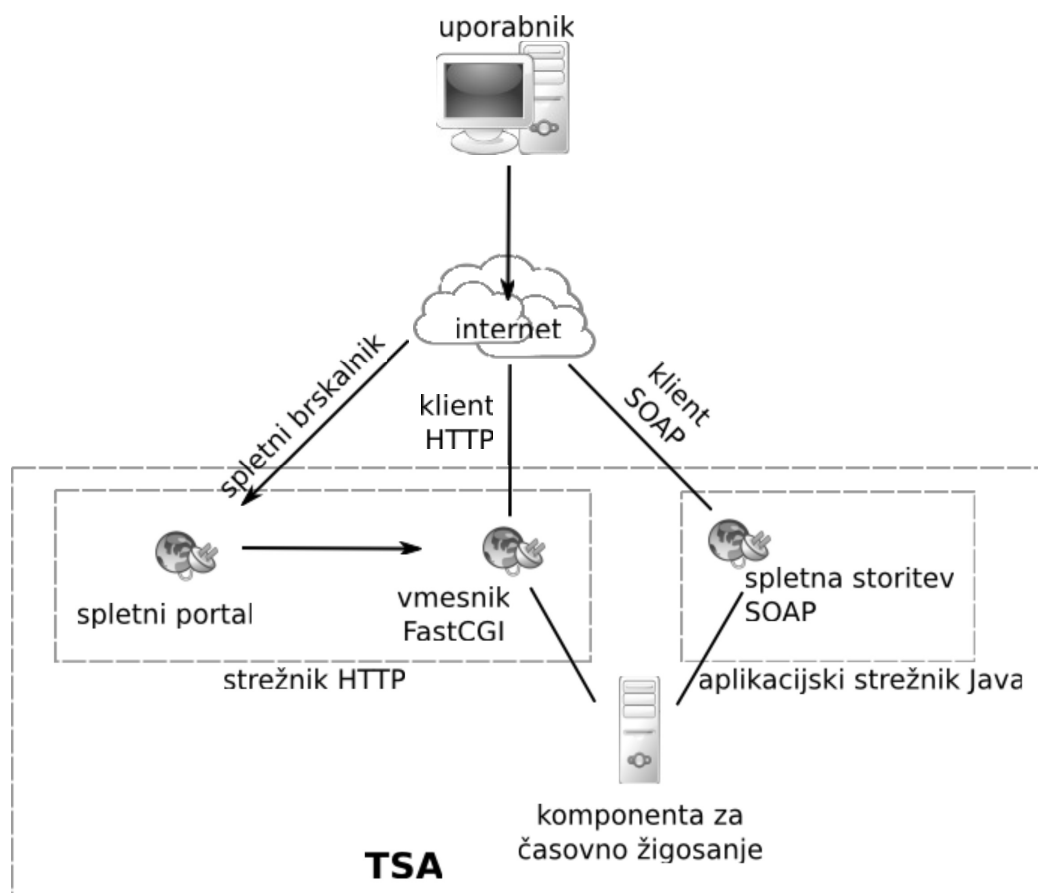 uporabnik
internet
spletni brskalnik
klient
HTTP
klient
SOAP
spletni portal
vmesnik
FastCGI
spletna storitev
SOAP
strežnik HTTP
aplikacijski strežnik Java
komponenta za
časovno žigosanje
TSA